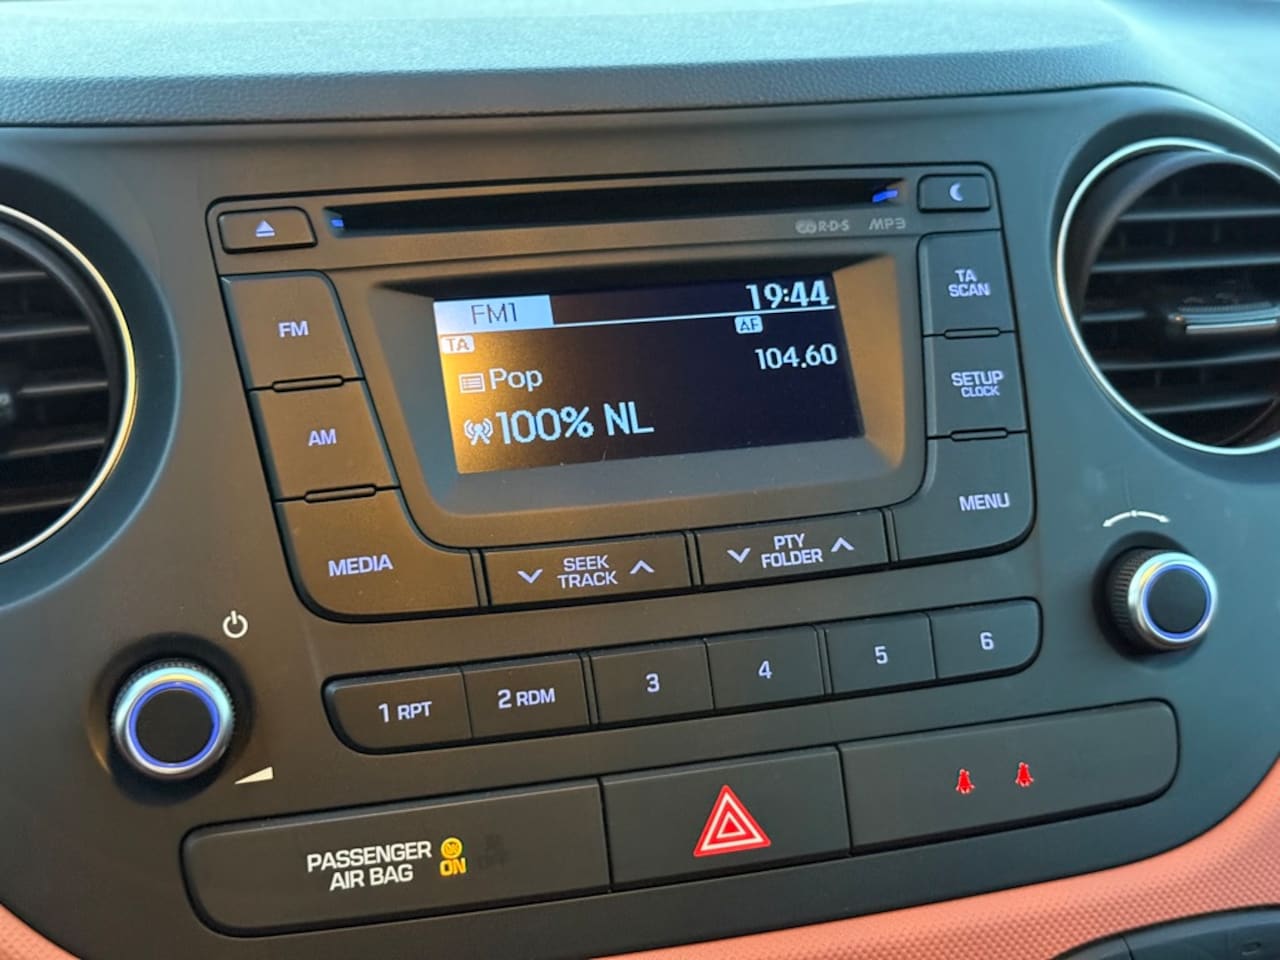 R·D·S MP3
FM
AM
MEDIA
FM1 19:44
TA AF
104.60
Pop
100% NL
TA
SCAN
SETUP
CLOCK
MENU
SEEK
TRACK
PTY
FOLDER
1 RPT 2 RDM 3 4 5 6
PASSENGER
AIR BAG
ON